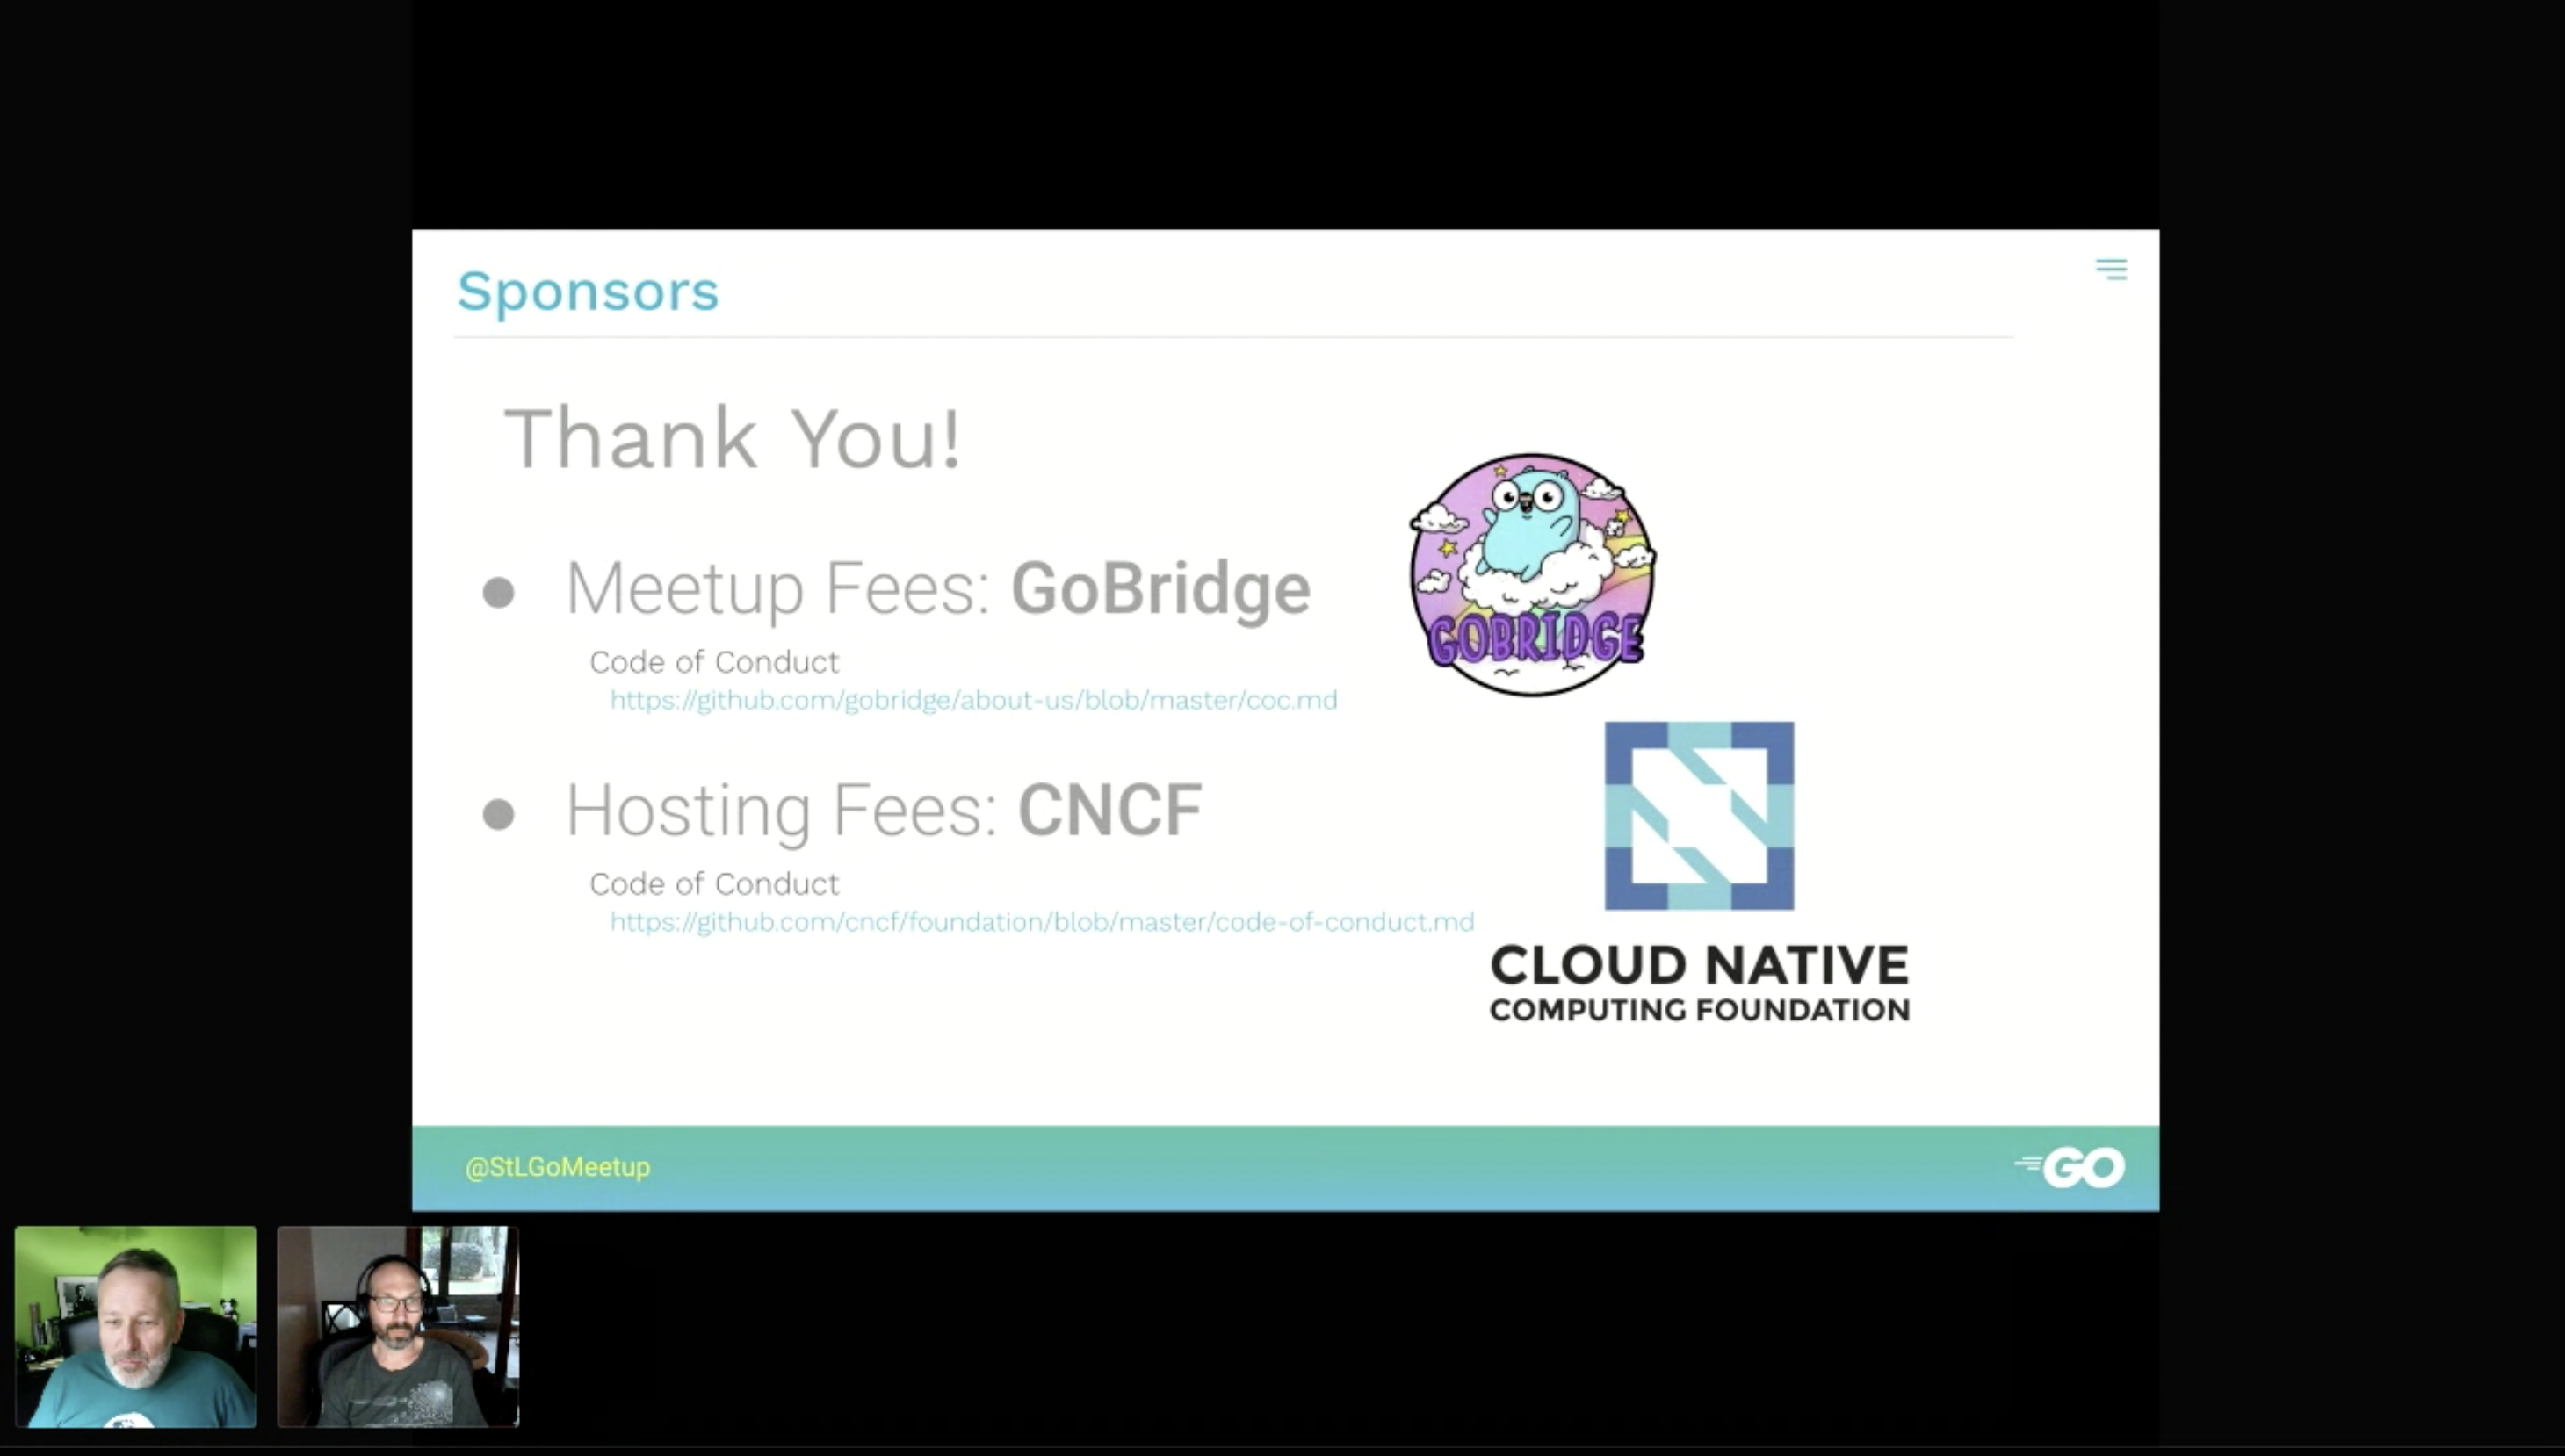 Sponsors
Thank You!
● Meetup Fees: GoBridge
Code of Conduct
https://github.com/gobridge/about-us/blob/master/coc.md
● Hosting Fees: CNCF
Code of Conduct
https://github.com/cncf/foundation/blob/master/code-of-conduct.md
GOBRIDGE
CLOUD NATIVE
COMPUTING FOUNDATION
@StLGoMeetup
GO